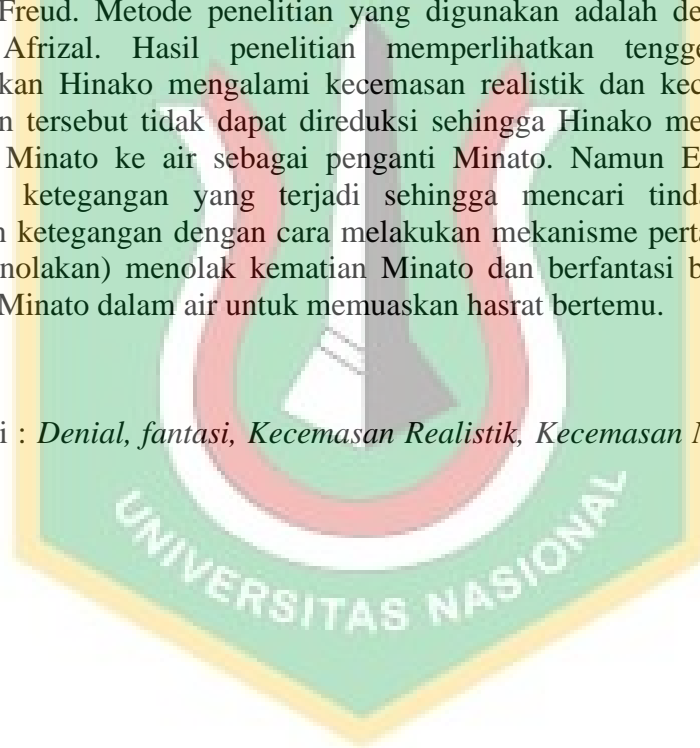 Freud. Metode penelitian yang digunakan adalah de
Afrizal. Hasil penelitian memperlihatkan tengge
kan Hinako mengalami kecemasan realistik dan kec
n tersebut tidak dapat direduksi sehingga Hinako me
Minato ke air sebagai penganti Minato. Namun E
ketegangan yang terjadi sehingga mencari tind
n ketegangan dengan cara melakukan mekanisme perta
nolakan) menolak kematian Minato dan berfantasi b
Minato dalam air untuk memuaskan hasrat bertemu.
i : Denial, fantasi, Kecemasan Realistik, Kecemasan N
UNIVERSITAS NASIONAL